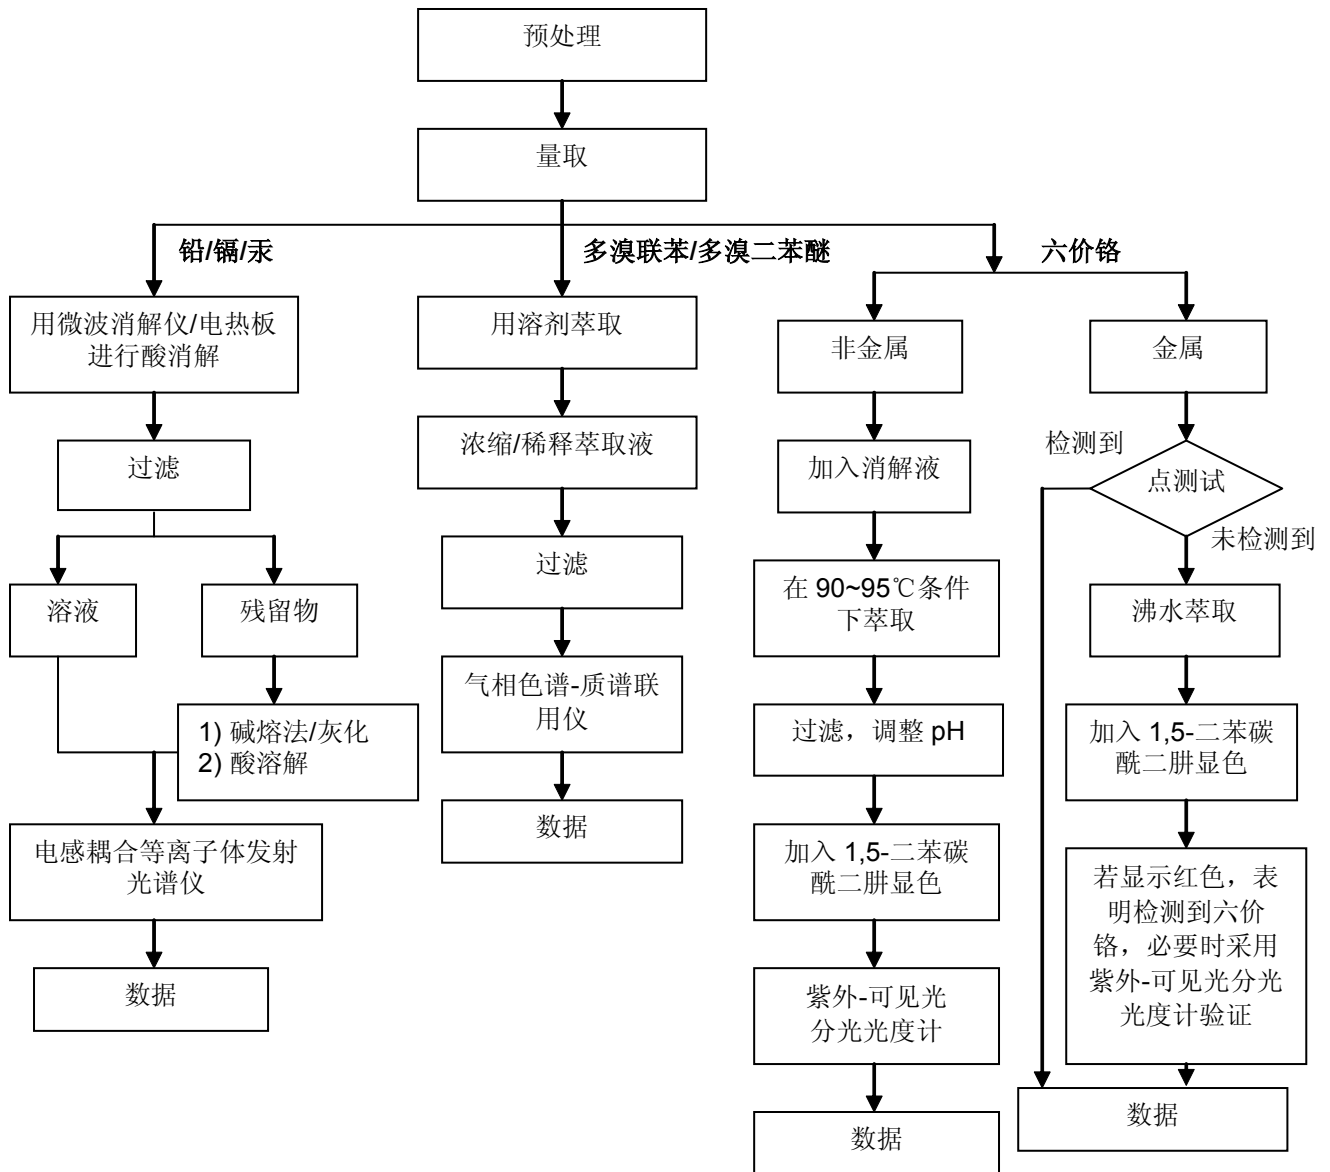 预处理
量取
铅/镉/汞
用微波消解仪/电热板
进行酸消解
过滤
溶液
残留物
1) 碱熔法/灰化
2) 酸溶解
电感耦合等离子体发射
光谱仪
数据
多溴联苯/多溴二苯醚
用溶剂萃取
浓缩/稀释萃取液
过滤
气相色谱-质谱联
用仪
数据
六价铬
非金属
加入消解液
在 90~95℃条件
下萃取
过滤，调整 pH
加入 1,5-二苯碳
酰二肼显色
紫外-可见光
分光光度计
数据
金属
检测到
点测试
未检测到
沸水萃取
加入 1,5-二苯碳
酰二肼显色
若显示红色，表
明检测到六价
铬，必要时采用
紫外-可见光分光
光度计验证
数据